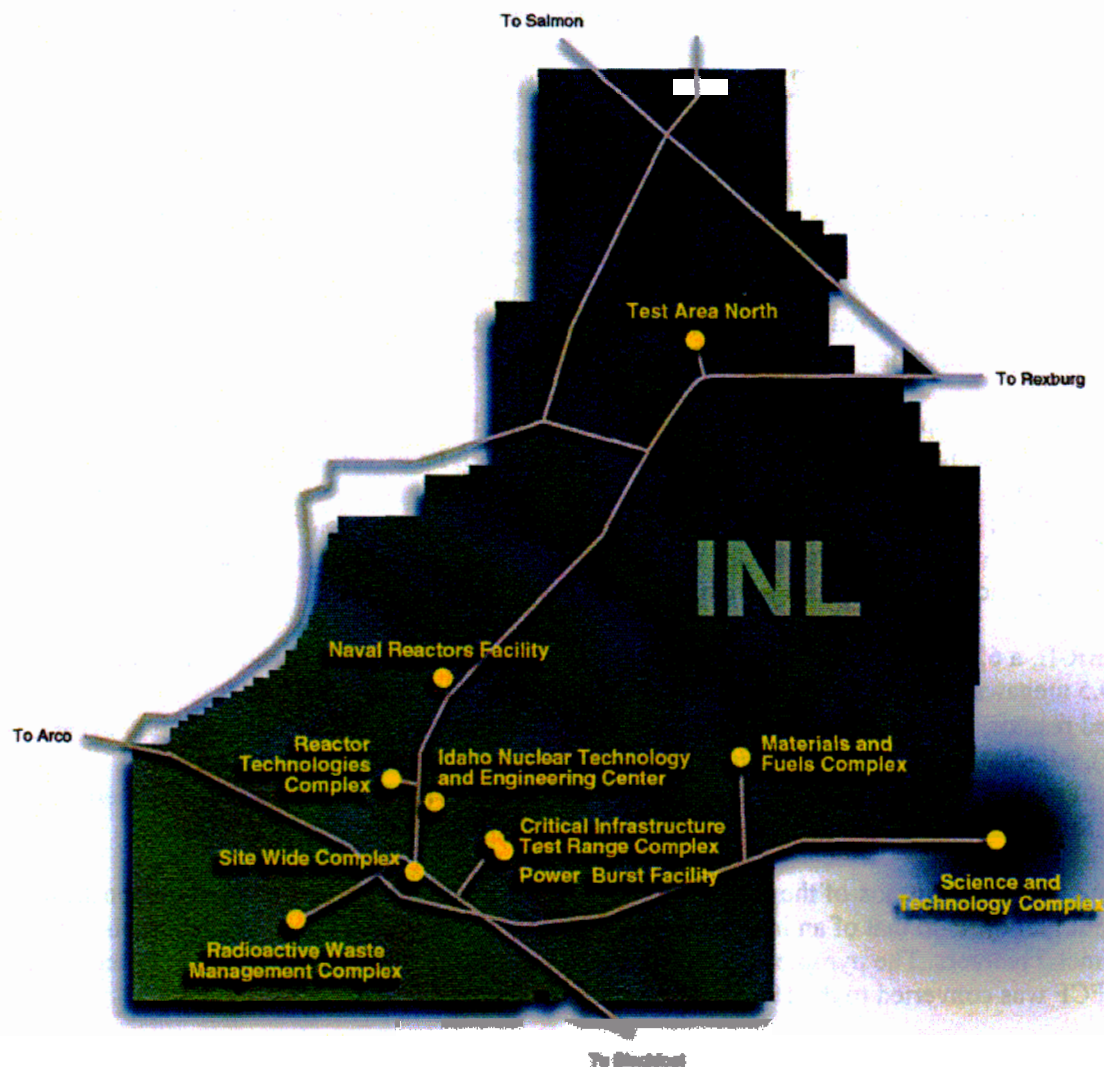 To Salmon
Test Area North
To Rexburg
INL
Naval Reactors Facility
To Arco
Reactor
Technologies
Complex
Idaho Nuclear Technology
and Engineering Center
Materials and
Fuels Complex
Critical Infrastructure
Test Range Complex
Site Wide Complex
Power Burst Facility
Science and
Technology Complex
Radioactive Waste
Management Complex
To Blackfoot